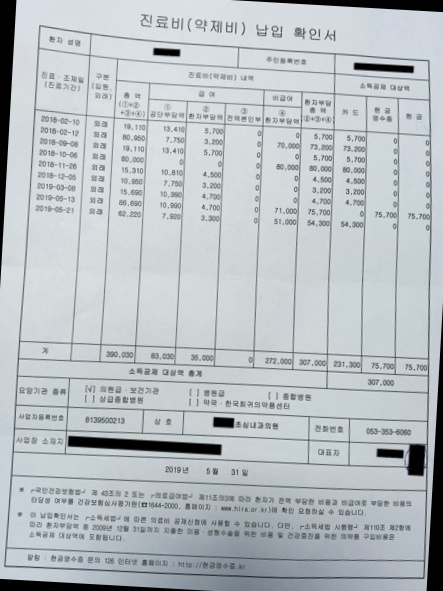 진료비(약제비) 납입 확인서
환자 성명 주민등록번호
진료·조제일 (진료기간) 구분 (입원, 외래) 진료비(약제비) 내역 소득공제 대상액
총 액 (①+② +③+④) 급 여 비급여 환자부담 총 액 (②+③+④) 카 드 현 금 영수증 현 금
① 공단부담액 ② 환자부담액 ③ 전액본인부 ④ 환자부담액
2018-02-10 외래 19,110 13,410 5,700 0 0 5,700 5,700 0 0
2018-02-12 외래 80,950 7,750 3,200 0 70,000 73,200 73,200 0 0
2018-09-08 외래 19,110 13,410 5,700 0 0 5,700 5,700 0 0
2018-10-06 외래 80,000 0 0 0 80,000 80,000 80,000 0 0
2018-11-26 외래 15,310 10,810 4,500 0 0 4,500 4,500 0 0
2018-12-05 외래 10,950 7,750 3,200 0 0 3,200 3,200 0 0
2019-03-08 외래 15,690 10,990 4,700 0 0 4,700 4,700 0 0
2019-05-13 외래 86,690 10,990 4,700 0 71,000 75,700 0 75,700 75,700
2019-05-21 외래 62,220 7,920 3,300 0 51,000 54,300 54,300 0 0
계 390,030 83,030 35,000 0 272,000 307,000 231,300 75,700 75,700
소득공제 대상액 총계 307,000
요양기관 종류 [√] 의원급·보건기관 [ ] 병원급 [ ] 종합병원
[ ] 상급종합병원 [ ] 약국·한국희귀의약품센터
사업자등록번호 8139500213 상 호 초심내과의원 전화번호 053-353-6060
사업장 소재지 대표자
2019년 5월 31일
※ 「국민건강보험법」 제 43조의 2 또는 「의료급여법」 제11조의3에 따라 환자가 전액 부담한 비용과 비급여로 부담한 비용의
타당성 여부를 건강보험심사평가원(☎1644-2000, 홈페이지 : www.hira.or.kr)에 확인 요청하실 수 있습니다.
※ 이 납입확인서는 「소득세법」에 따른 의료비 공제신청에 사용할 수 있습니다. 다만, 「소득세법 시행령」 제110조 제2항에
따라 환자부담액 중 2009년 12월 31일까지 지출한 미용·성형수술을 위한 비용 및 건강증진을 위한 의약품 구입비용은
소득공제 대상액에 포함됩니다.
알림 : 현금영수증 문의 126 인터넷 홈페이지 : http://현금영수증.kr